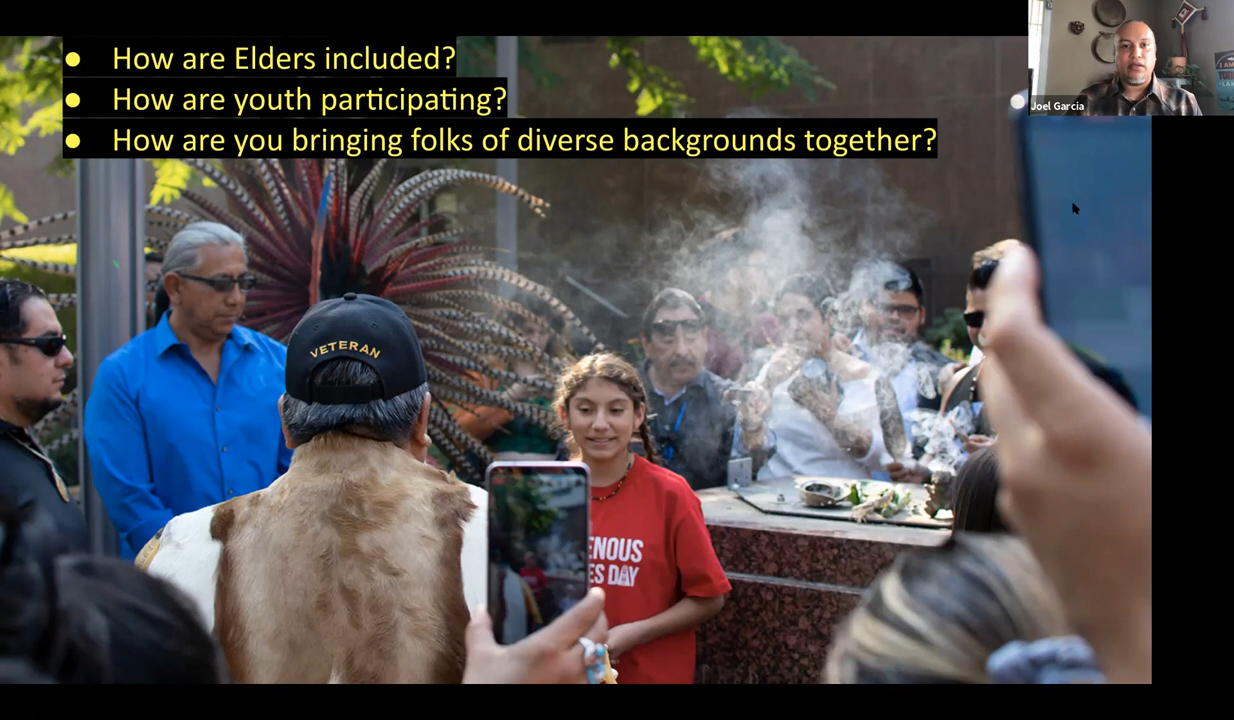 ● How are Elders included?
● How are youth participating?
● How are you bringing folks of diverse backgrounds together?
Joel Garcia
VETERAN
ENOUS
ES DAY
I AM